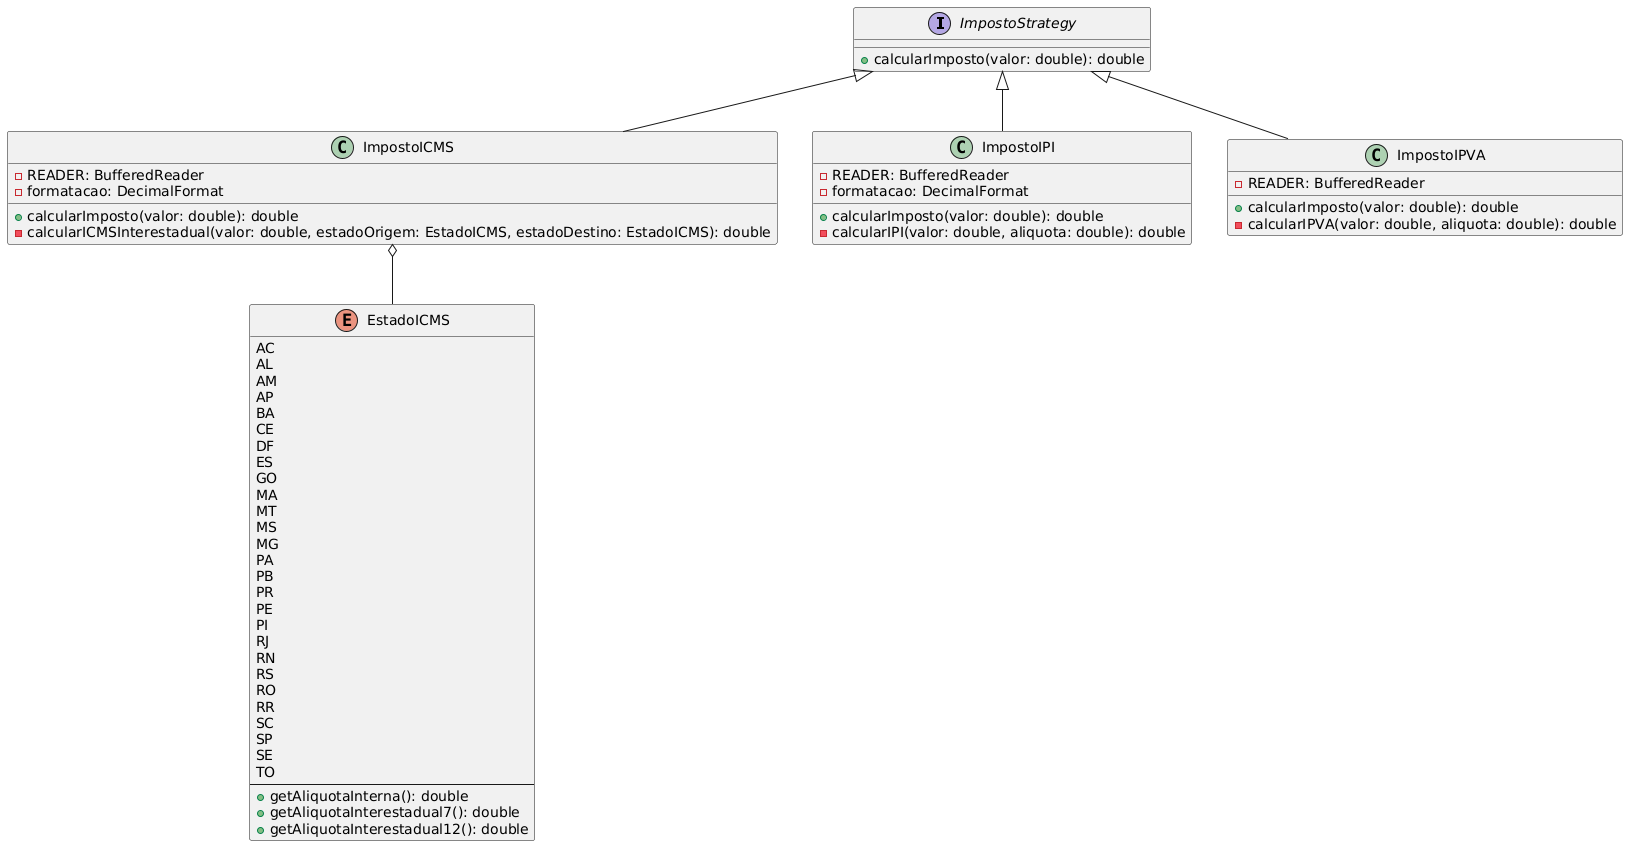 I ImpostoStrategy
calcularImposto(valor: double): double
C ImpostoICMS
READER: BufferedReader
formatacao: DecimalFormat
calcularImposto(valor: double): double
calcularICMSInterestadual(valor: double, estadoOrigem: EstadoICMS, estadoDestino: EstadoICMS): double
C ImpostoIPI
READER: BufferedReader
formatacao: DecimalFormat
calcularImposto(valor: double): double
calcularIPI(valor: double, aliquota: double): double
C ImpostoIPVA
READER: BufferedReader
calcularImposto(valor: double): double
calcularIPVA(valor: double, aliquota: double): double
E EstadoICMS
AC
AL
AM
AP
BA
CE
DF
ES
GO
MA
MT
MS
MG
PA
PB
PR
PE
PI
RJ
RN
RS
RO
RR
SC
SP
SE
TO
getAliquotaInterna(): double
getAliquotaInterestadual7(): double
getAliquotaInterestadual12(): double